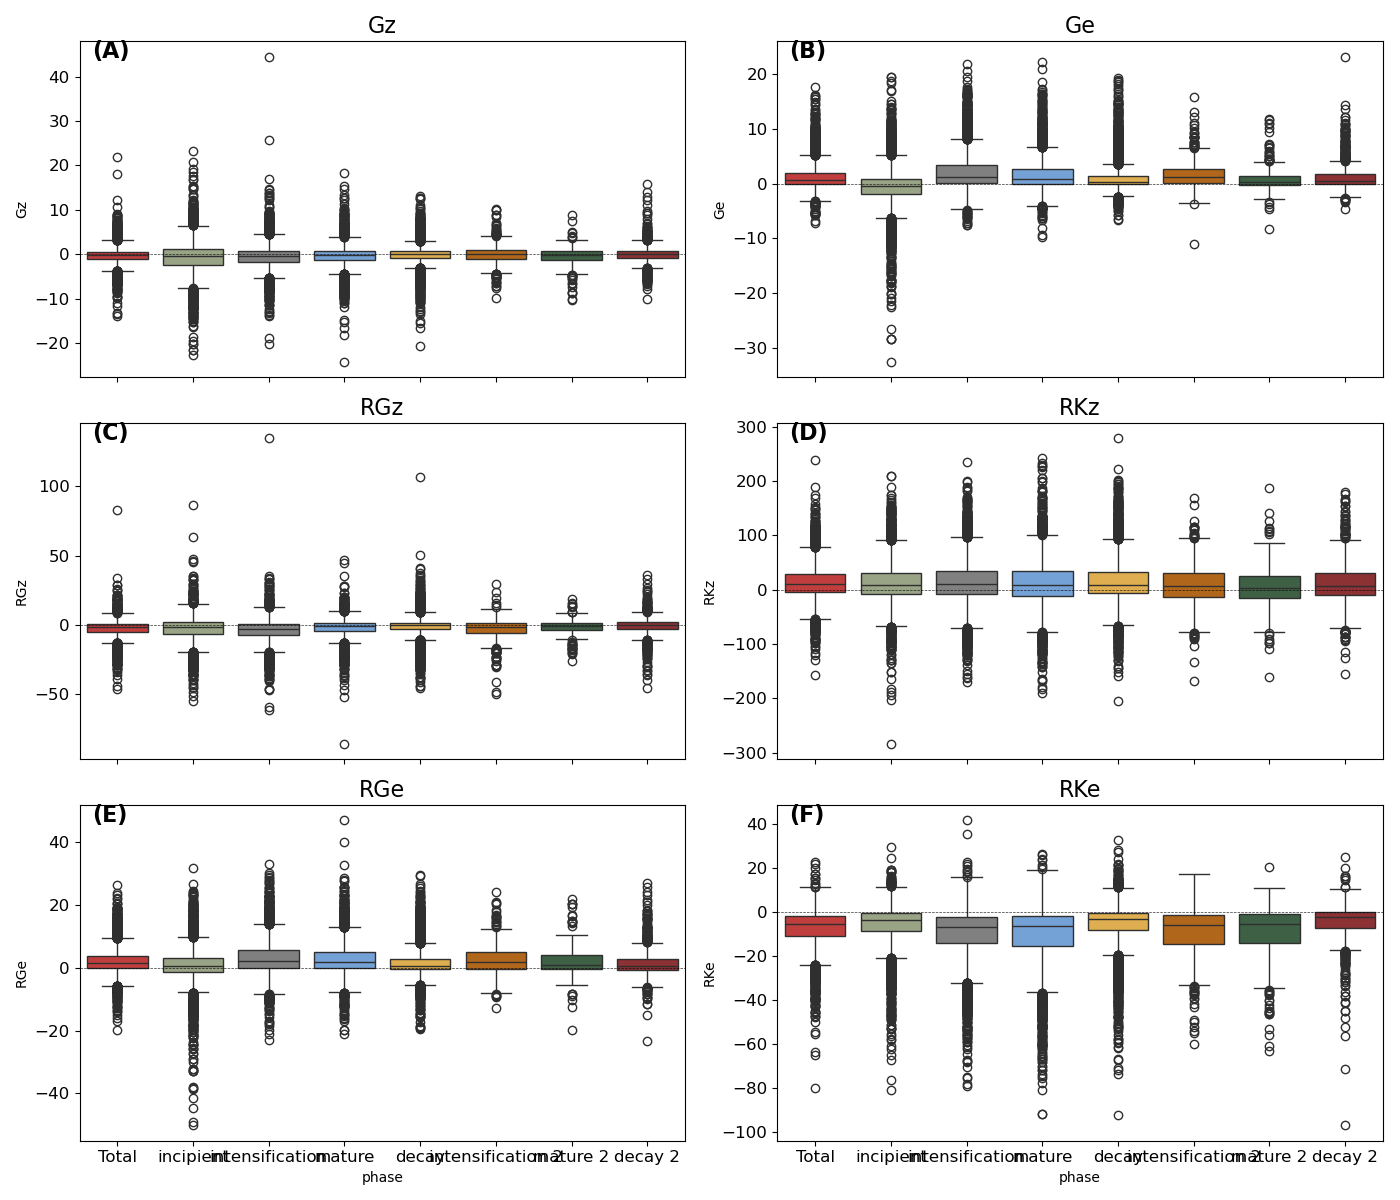 Gz
(A)
40
30
20
10
0
−10
−20
Gz
Ge
(B)
20
10
0
−10
−20
−30
Ge
RGz
(C)
100
50
0
−50
RGz
RKz
(D)
300
200
100
0
−100
−200
−300
RKz
RGe
(E)
40
20
0
−20
−40
RGe
Total incipient intensification mature decay intensification 2 mature 2 decay 2
phase
RKe
(F)
40
20
0
−20
−40
−60
−80
−100
RKe
Total incipient intensification mature decay intensification 2 mature 2 decay 2
phase